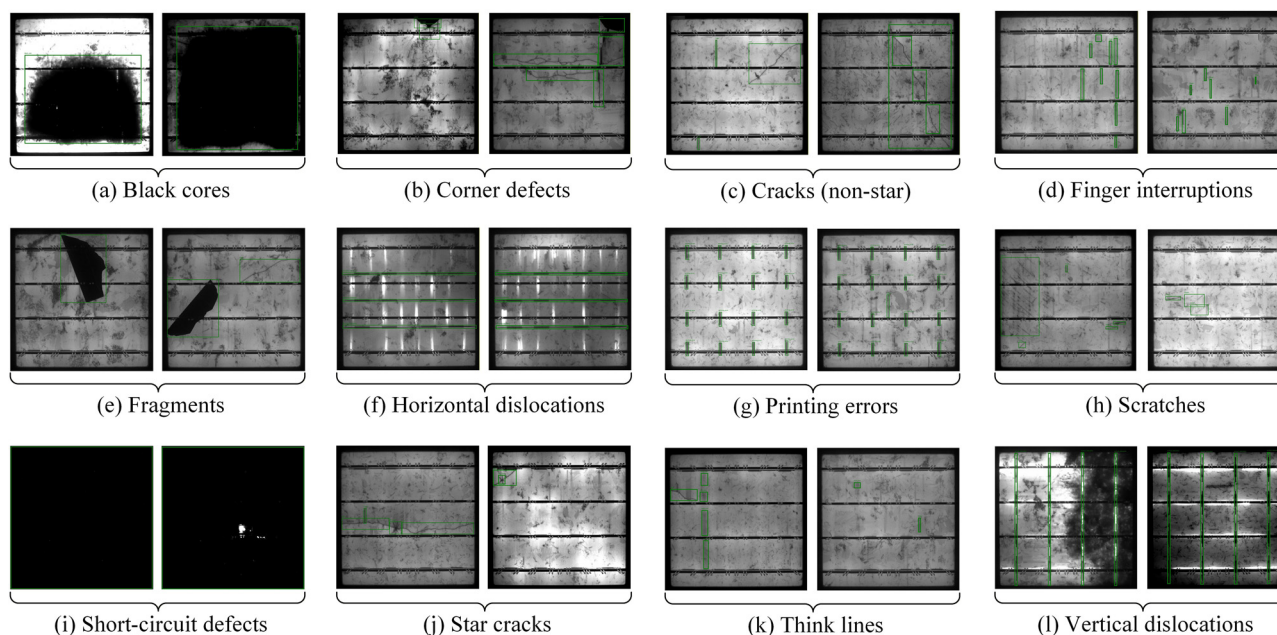 (a) Black cores
(b) Corner defects
(c) Cracks (non-star)
(d) Finger interruptions
(e) Fragments
(f) Horizontal dislocations
(g) Printing errors
(h) Scratches
(i) Short-circuit defects
(j) Star cracks
(k) Think lines
(l) Vertical dislocations